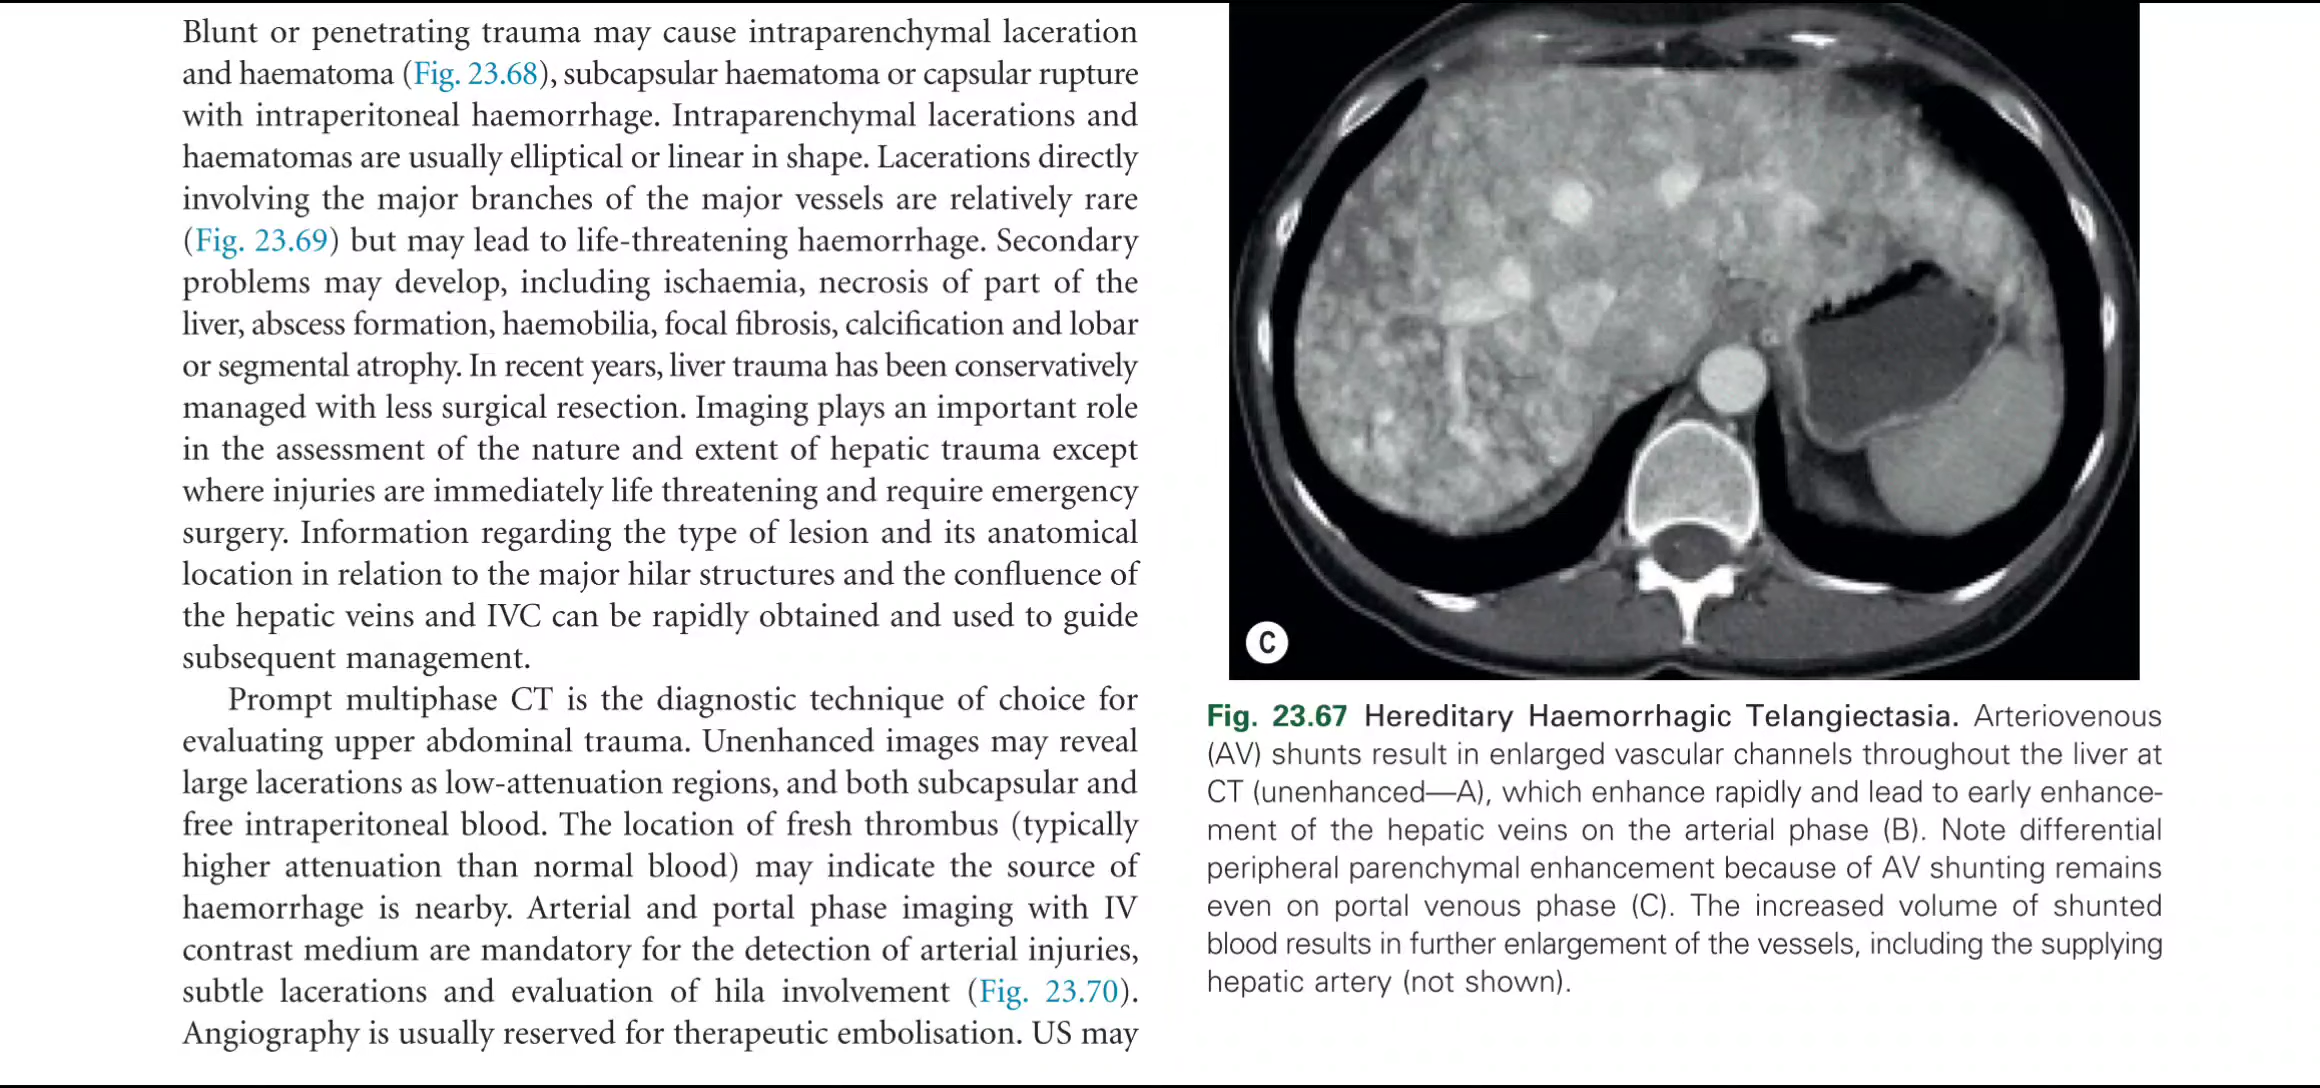 Blunt or penetrating trauma may cause intraparenchymal laceration
and haematoma (Fig. 23.68), subcapsular haematoma or capsular rupture
with intraperitoneal haemorrhage. Intraparenchymal lacerations and
haematomas are usually elliptical or linear in shape. Lacerations directly
involving the major branches of the major vessels are relatively rare
(Fig. 23.69) but may lead to life-threatening haemorrhage. Secondary
problems may develop, including ischaemia, necrosis of part of the
liver, abscess formation, haemobilia, focal fibrosis, calcification and lobar
or segmental atrophy. In recent years, liver trauma has been conservatively
managed with less surgical resection. Imaging plays an important role
in the assessment of the nature and extent of hepatic trauma except
where injuries are immediately life threatening and require emergency
surgery. Information regarding the type of lesion and its anatomical
location in relation to the major hilar structures and the confluence of
the hepatic veins and IVC can be rapidly obtained and used to guide
subsequent management.
Prompt multiphase CT is the diagnostic technique of choice for
evaluating upper abdominal trauma. Unenhanced images may reveal
large lacerations as low-attenuation regions, and both subcapsular and
free intraperitoneal blood. The location of fresh thrombus (typically
higher attenuation than normal blood) may indicate the source of
haemorrhage is nearby. Arterial and portal phase imaging with IV
contrast medium are mandatory for the detection of arterial injuries,
subtle lacerations and evaluation of hila involvement (Fig. 23.70).
Angiography is usually reserved for therapeutic embolisation. US may
C
Fig. 23.67 Hereditary Haemorrhagic Telangiectasia. Arteriovenous
(AV) shunts result in enlarged vascular channels throughout the liver at
CT (unenhanced—A), which enhance rapidly and lead to early enhance-
ment of the hepatic veins on the arterial phase (B). Note differential
peripheral parenchymal enhancement because of AV shunting remains
even on portal venous phase (C). The increased volume of shunted
blood results in further enlargement of the vessels, including the supplying
hepatic artery (not shown).